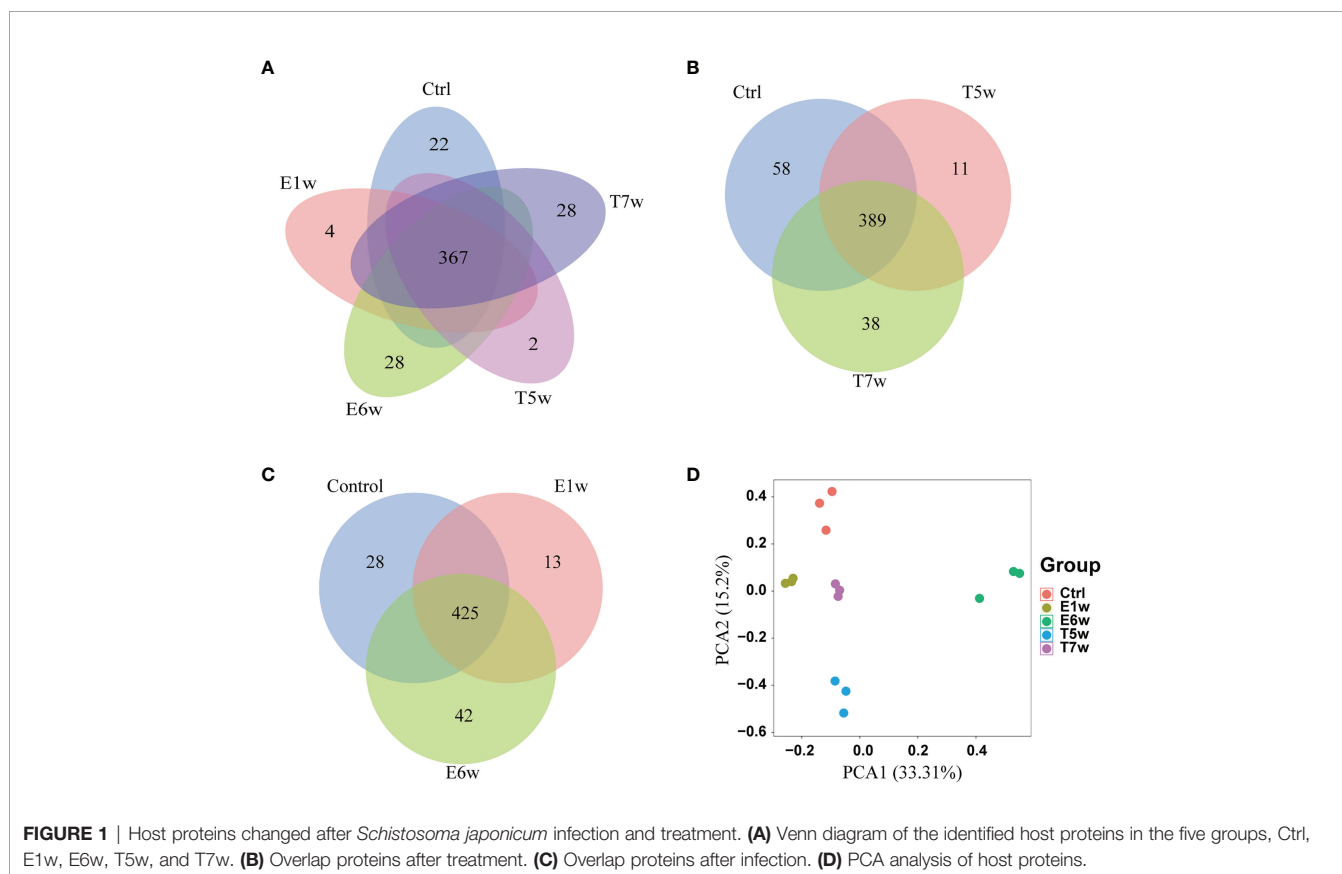 A
Ctrl
22
E1w
T7w
4
28
367
28
2
E6w
T5w
B
Ctrl
T5w
58
11
389
38
T7w
C
Control
E1w
28
13
425
42
E6w
D
0.4
0.2
0.0
−0.2
−0.4
−0.6
PCA2 (15.2%)
−0.2
0.0
0.2
0.4
PCA1 (33.31%)
Group
Ctrl
E1w
E6w
T5w
T7w
FIGURE 1 | Host proteins changed after Schistosoma japonicum infection and treatment. (A) Venn diagram of the identified host proteins in the five groups, Ctrl,
E1w, E6w, T5w, and T7w. (B) Overlap proteins after treatment. (C) Overlap proteins after infection. (D) PCA analysis of host proteins.